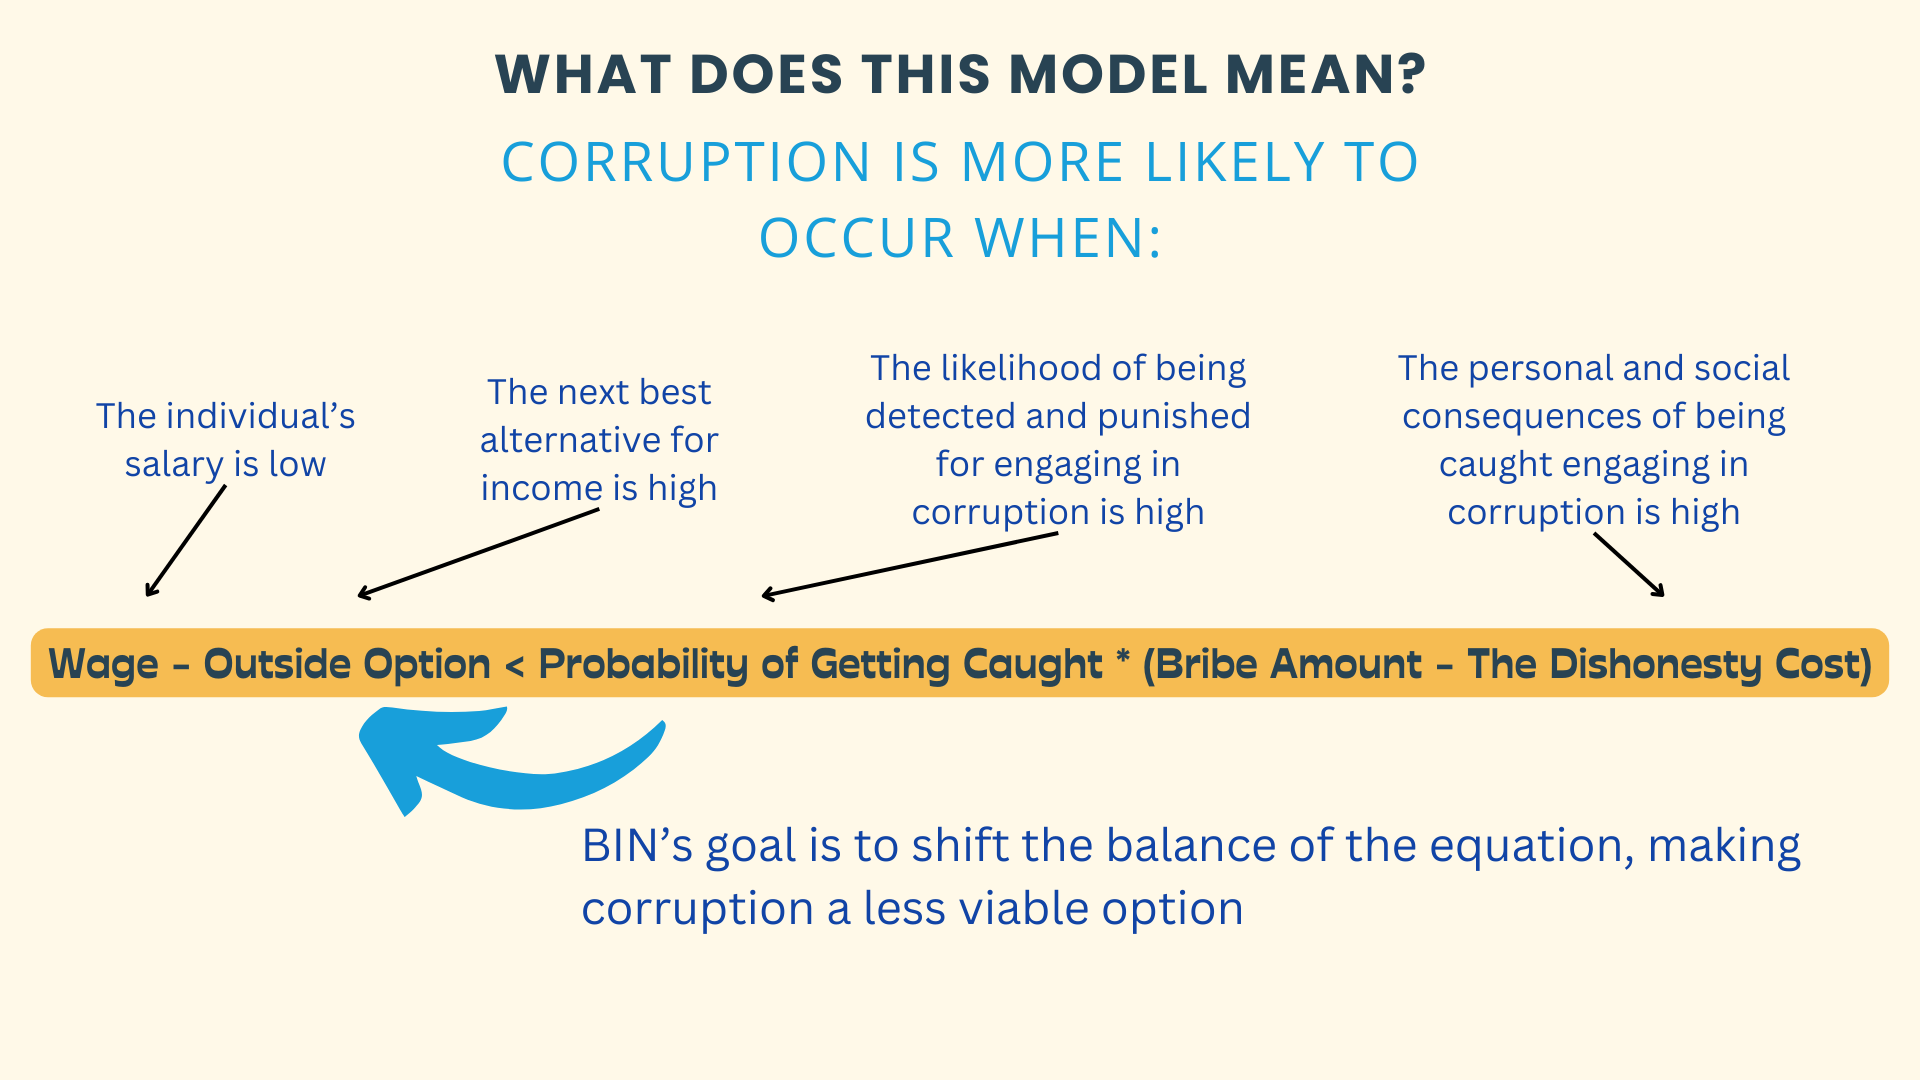 WHAT DOES THIS MODEL MEAN?
CORRUPTION IS MORE LIKELY TO
OCCUR WHEN:
The individual’s
salary is low
The next best
alternative for
income is high
The likelihood of being
detected and punished
for engaging in
corruption is high
The personal and social
consequences of being
caught engaging in
corruption is high
Wage - Outside Option < Probability of Getting Caught * (Bribe Amount - The Dishonesty Cost)
BIN’s goal is to shift the balance of the equation, making
corruption a less viable option